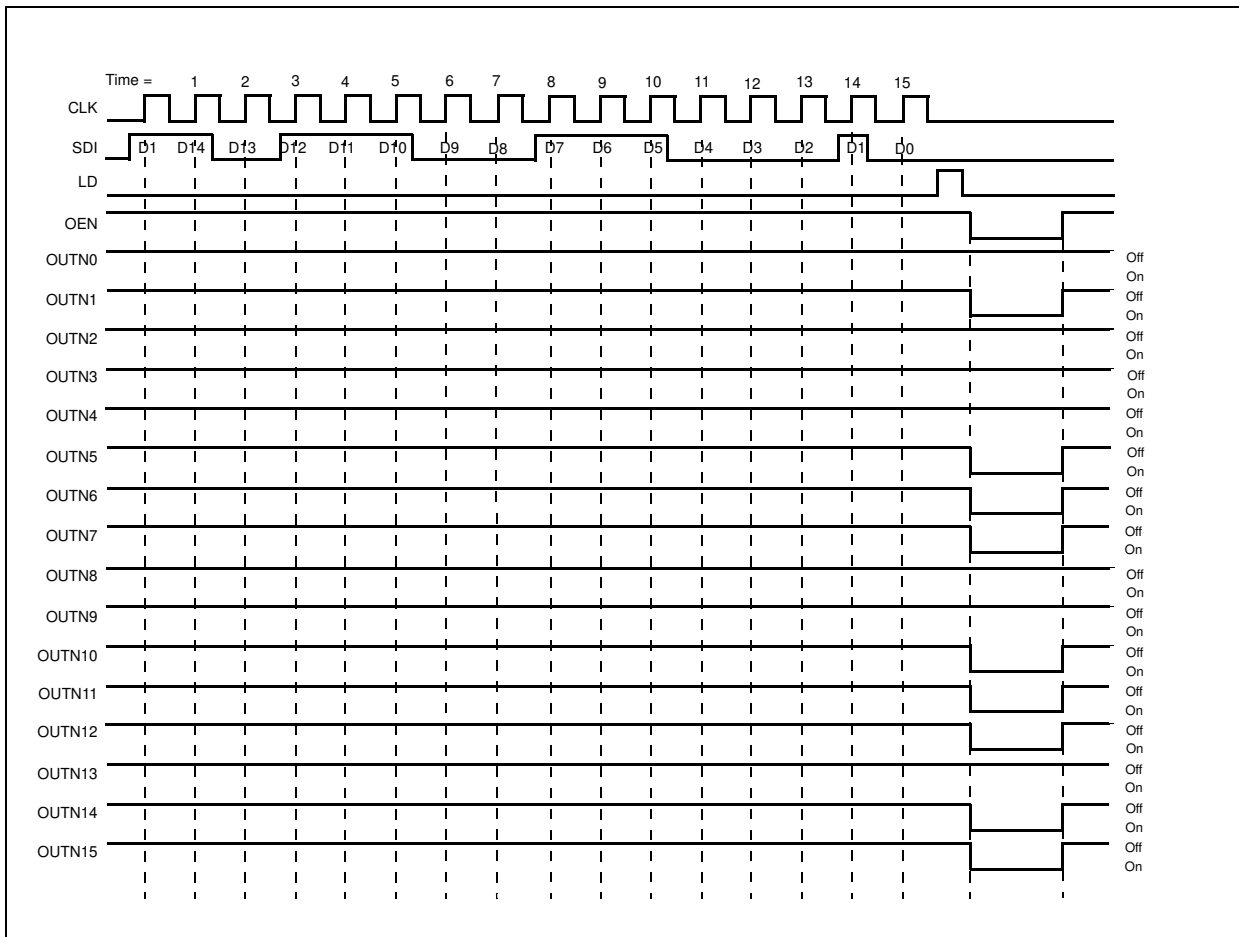 Time = 1 2 3 4 5 6 7 8 9 10 11 12 13 14 15
CLK
SDI D1 D14 D13 D12 D11 D10 D9 D8 D7 D6 D5 D4 D3 D2 D1 D0
LD
OEN
OUTN0 Off
On
OUTN1 Off
On
OUTN2 Off
On
OUTN3 Off
On
OUTN4 Off
On
OUTN5 Off
On
OUTN6 Off
On
OUTN7 Off
On
OUTN8 Off
On
OUTN9 Off
On
OUTN10 Off
On
OUTN11 Off
On
OUTN12 Off
On
OUTN13 Off
On
OUTN14 Off
On
OUTN15 Off
On